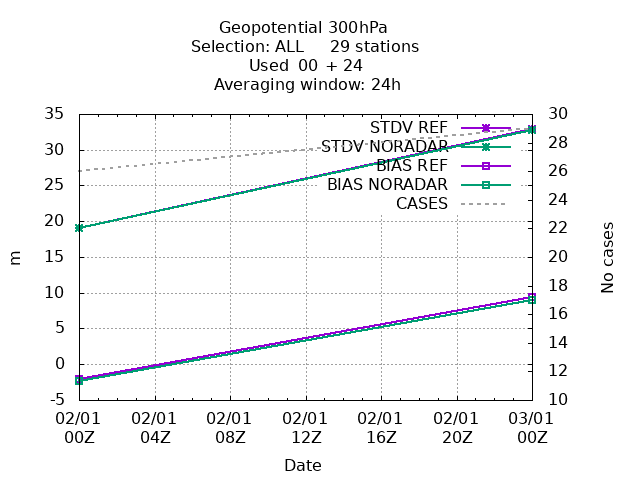 Geopotential 300hPa
Selection: ALL 29 stations
Used 00 + 24
Averaging window: 24h
35
30
25
20
15
10
5
0
-5
m
30
28
26
24
22
20
18
16
14
12
10
No cases
STDV REF
STDV NORADAR
BIAS REF
BIAS NORADAR
CASES
02/01 02/01 02/01 02/01 02/01 02/01 03/01
00Z 04Z 08Z 12Z 16Z 20Z 00Z
Date